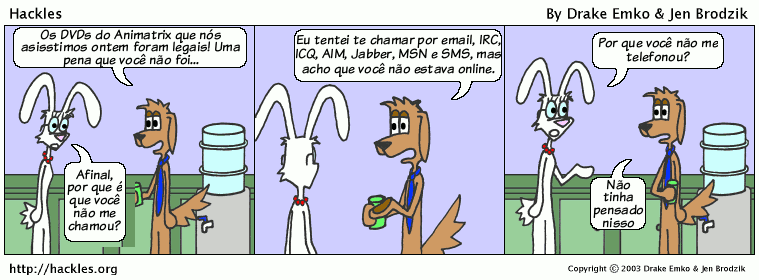 Hackles
By Drake Emko & Jen Brodzik
Os DVDs do Animatrix que nós
asisstimos ontem foram legais! Uma
pena que você não foi...
Afinal,
por que é
que você
não me
chamou?
Eu tentei te chamar por email, IRC,
ICQ, AIM, Jabber, MSN e SMS, mas
acho que você não estava online.
Por que você não me
telefonou?
Não
tinha
pensado
nisso
http://hackles.org
Copyright © 2003 Drake Emko & Jen Brodzik